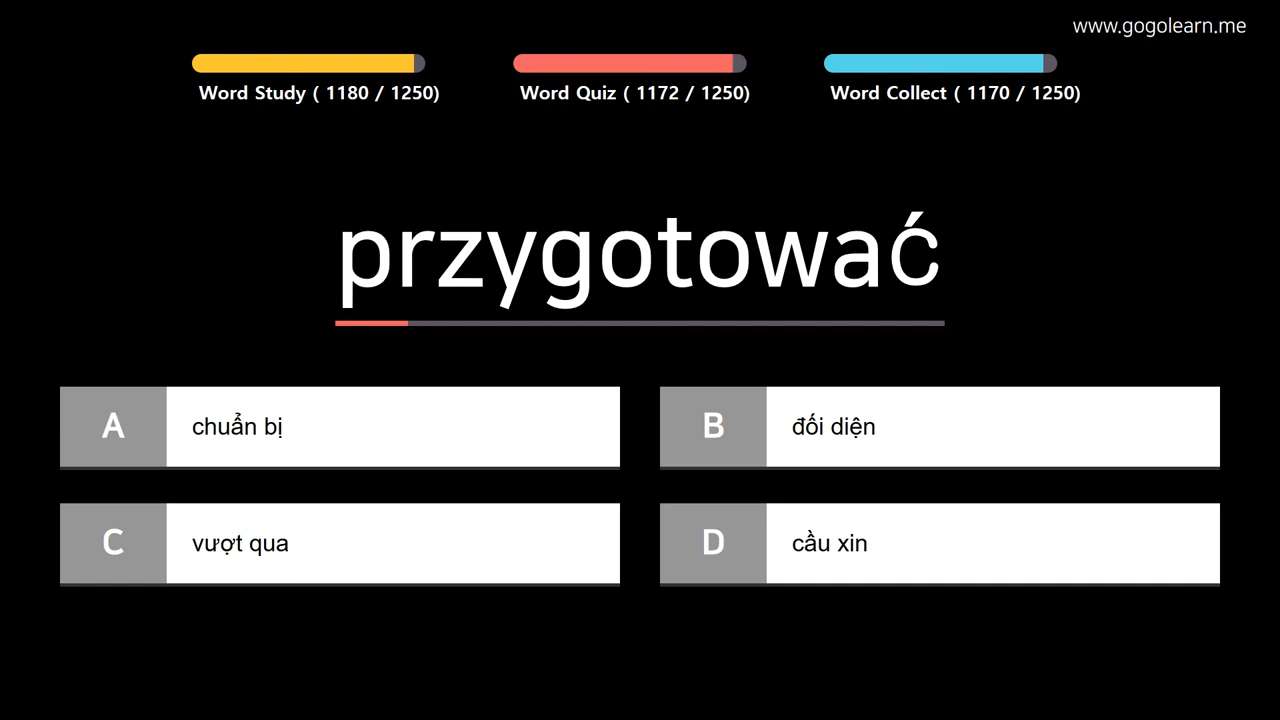 www.gogolearn.me
Word Study ( 1180 / 1250)
Word Quiz ( 1172 / 1250)
Word Collect ( 1170 / 1250)
przygotować
A
chuẩn bị
B
đối diện
C
vượt qua
D
cầu xin